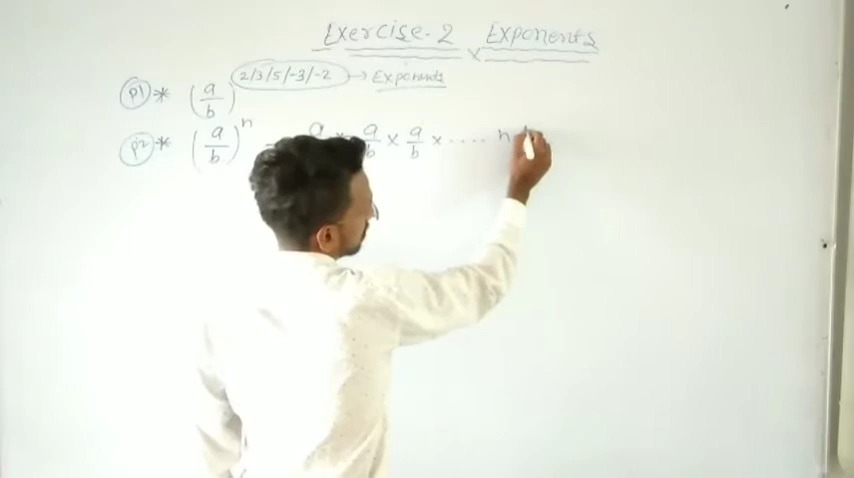 Exercise-2 Exponents
P1 * (a/b) 2/3/5/-3/-2 → Exponents
P2 * (a/b)^n = a × a/b × a/b × .... n